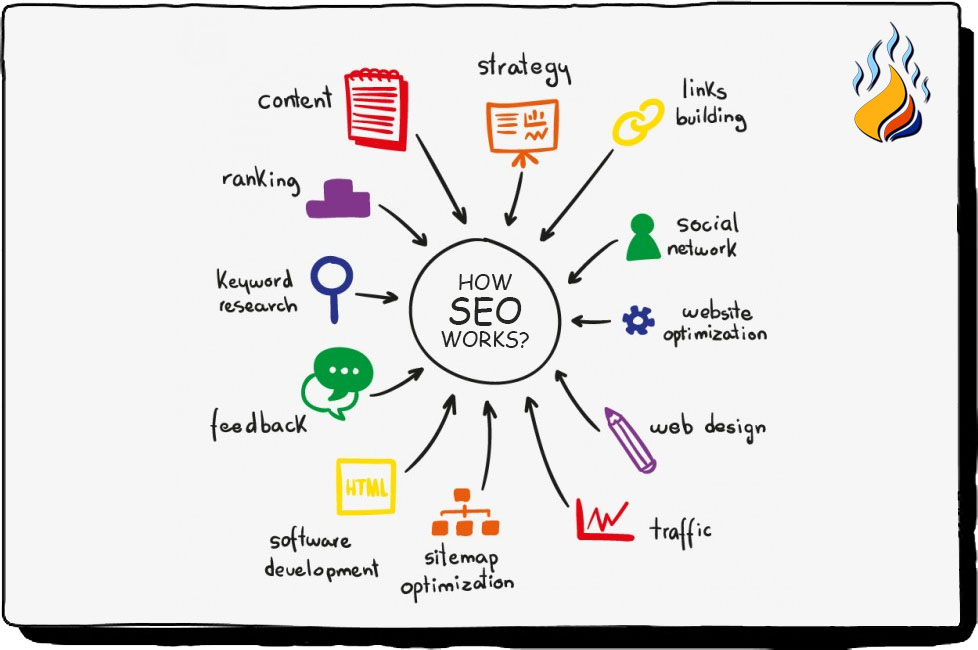 strategy
content
links
building
ranking
social
network
HOW
SEO
WORKS?
Keyword
research
website
optimization
feedback
web design
HTML
software
development
sitemap
optimization
traffic